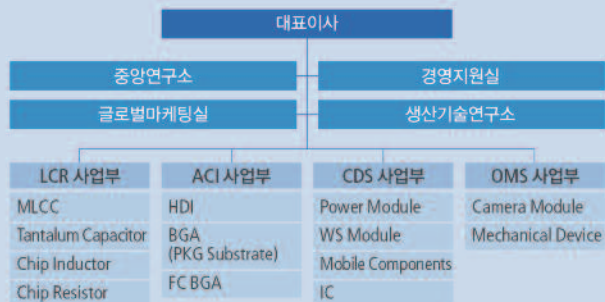 대표이사
중앙연구소
경영지원실
글로벌마케팅실
생산기술연구소
LCR 사업부
MLCC
Tantalum Capacitor
Chip Inductor
Chip Resistor
ACI 사업부
HDI
BGA
(PKG Substrate)
FC BGA
CDS 사업부
Power Module
WS Module
Mobile Components
IC
OMS 사업부
Camera Module
Mechanical Device